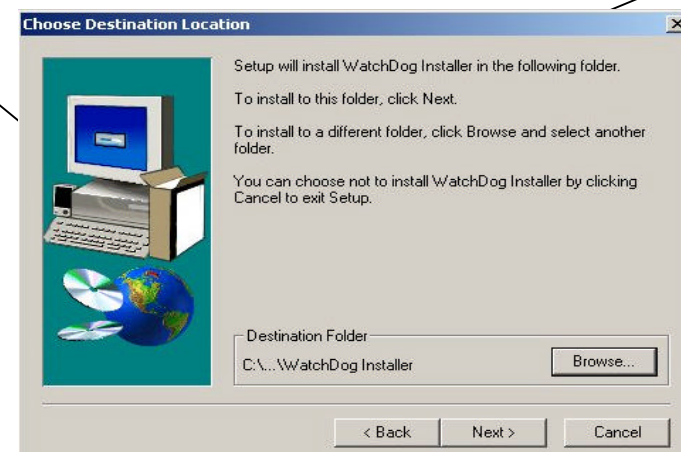 Choose Destination Location
Setup will install WatchDog Installer in the following folder.
To install to this folder, click Next.
To install to a different folder, click Browse and select another
folder.
You can choose not to install WatchDog Installer by clicking
Cancel to exit Setup.
Destination Folder
C:\...\WatchDog Installer
Browse...
< Back
Next >
Cancel